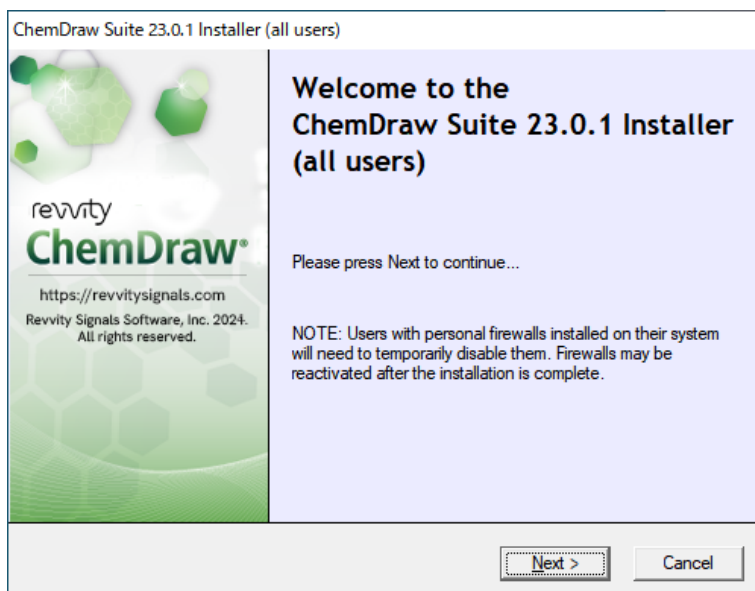 ChemDraw Suite 23.0.1 Installer (all users)
revvity
ChemDraw®
https://revvitysignals.com
Revvity Signals Software, Inc. 2024.
All rights reserved.
Welcome to the
ChemDraw Suite 23.0.1 Installer
(all users)
Please press Next to continue...
NOTE: Users with personal firewalls installed on their system
will need to temporarily disable them. Firewalls may be
reactivated after the installation is complete.
Next >
Cancel